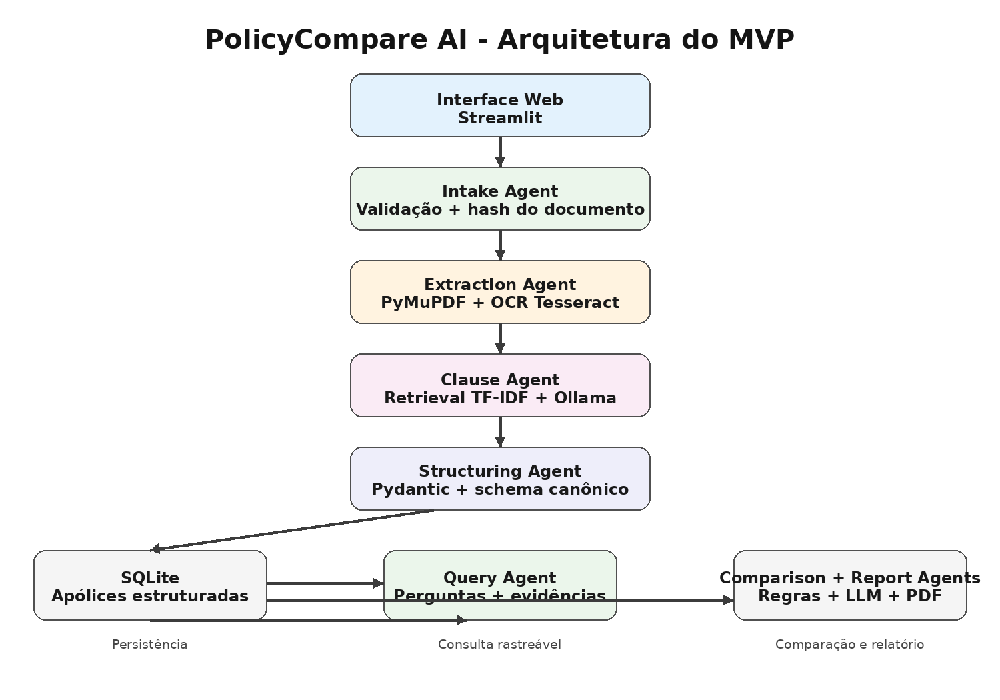 PolicyCompare AI - Arquitetura do MVP
Interface Web
Streamlit
Intake Agent
Validação + hash do documento
Extraction Agent
PyMuPDF + OCR Tesseract
Clause Agent
Retrieval TF-IDF + Ollama
Structuring Agent
Pydantic + schema canônico
SQLite
Apólices estruturadas
Query Agent
Perguntas + evidências
Comparison + Report Agents
Regras + LLM + PDF
Persistência
Consulta rastreável
Comparação e relatório